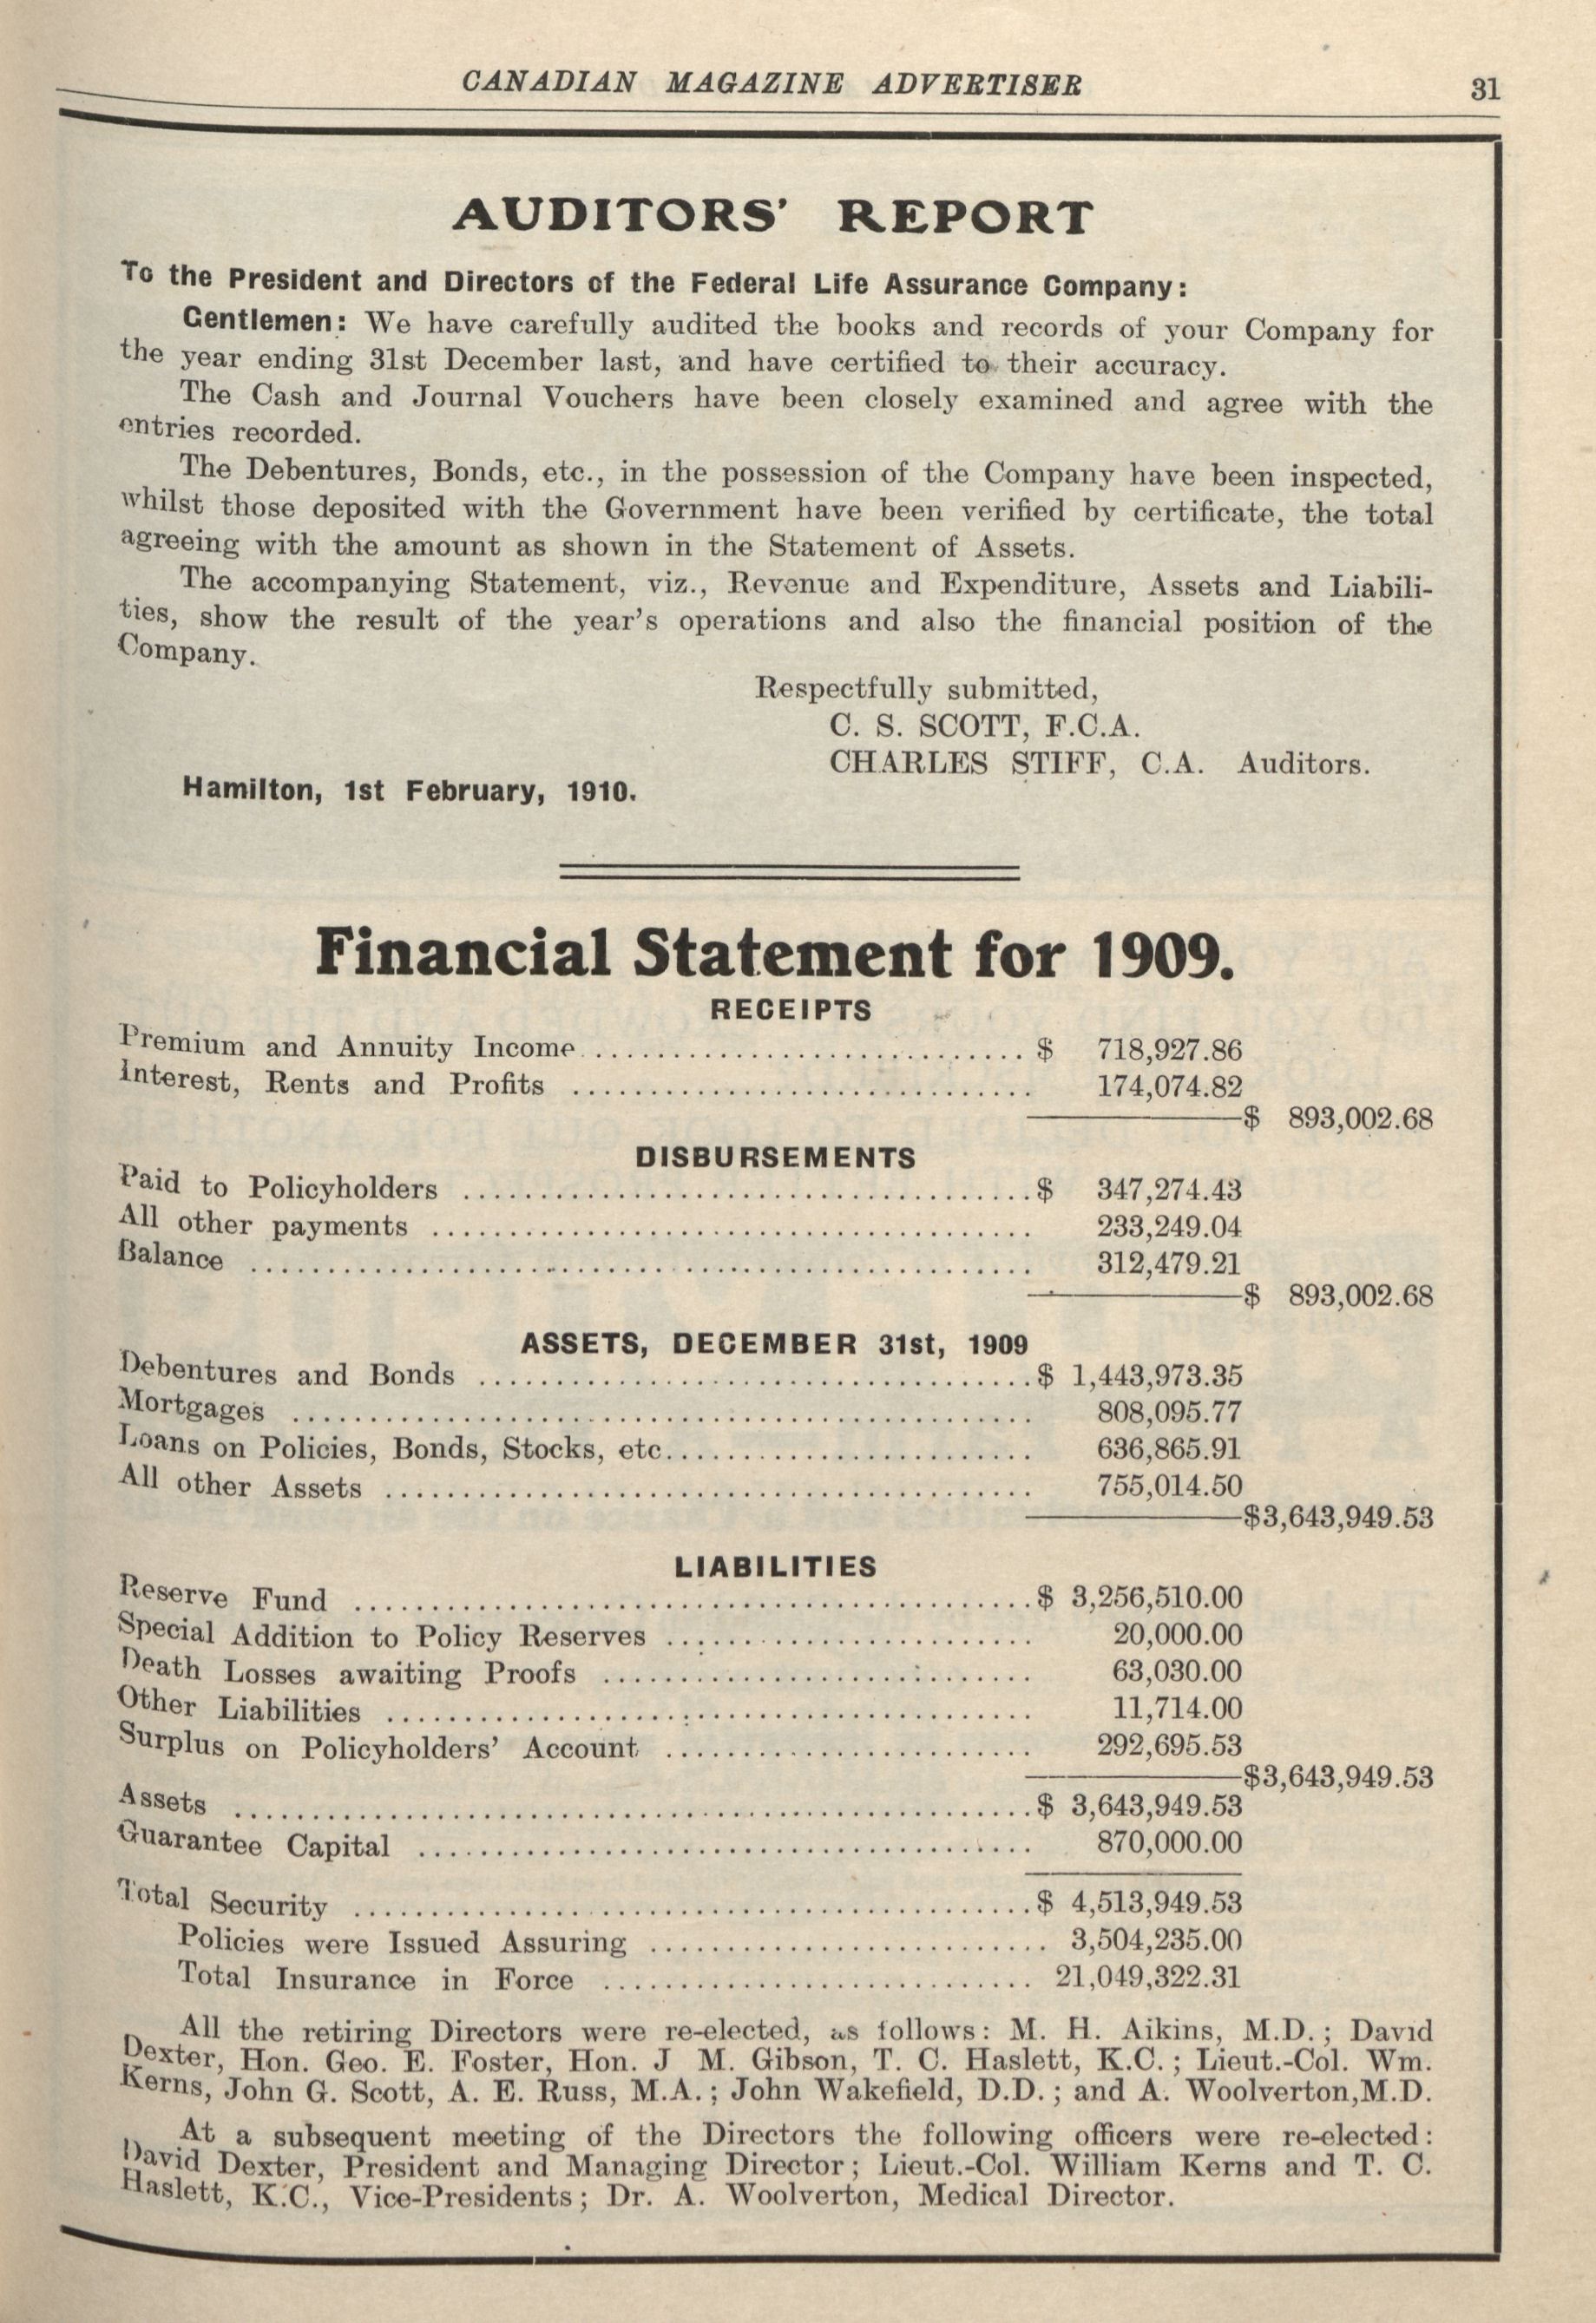 CANADIAN MAGAZINE ADVERTISER 31
AUDITORS' REPORT
To the President and Directors of the Federal Life Assurance Company:
Gentlemen: We have carefully audited the books and records of your Company for
the year ending 31st December last, and have certified to their accuracy.
The Cash and Journal Vouchers have been closely examined and agree with the
entries recorded.
The Debentures, Bonds, etc., in the possession of the Company have been inspected,
whilst those deposited with the Government have been verified by certificate, the total
agreeing with the amount as shown in the Statement of Assets.
The accompanying Statement, viz., Revenue and Expenditure, Assets and Liabili-
ties, show the result of the year's operations and also the financial position of the
Company.
Respectfully submitted,
C. S. SCOTT, F.C.A.
CHARLES STIFF, C.A. Auditors.
Hamilton, 1st February, 1910.
Financial Statement for 1909.
RECEIPTS
Premium and Annuity Income............................$ 718,927.86
Interest, Rents and Profits ............................. 174,074.82
$ 893,002.68
DISBURSEMENTS
Paid to Policyholders .....................................$ 347,274.43
All other payments ....................................... 233,249.04
Balance .................................................. 312,479.21
$ 893,002.68
ASSETS, DECEMBER 31st, 1909
Debentures and Bonds ....................................$ 1,443,973.35
Mortgages ................................................ 808,095.77
Loans on Policies, Bonds, Stocks, etc........................ 636,865.91
All other Assets .......................................... 755,014.50
$3,643,949.53
LIABILITIES
Reserve Fund ............................................$ 3,256,510.00
Special Addition to Policy Reserves ........................ 20,000.00
Death Losses awaiting Proofs ............................ 63,030.00
Other Liabilities .......................................... 11,714.00
Surplus on Policyholders' Account ........................ 292,695.53
$3,643,949.53
Assets ...................................................$ 3,643,949.53
Guarantee Capital ........................................ 870,000.00
Total Security ............................................$ 4,513,949.53
Policies were Issued Assuring .......................... 3,504,235.00
Total Insurance in Force ............................ 21,049,322.31
All the retiring Directors were re-elected, as follows: M. H. Aikins, M.D.; David
Dexter, Hon. Geo. E. Foster, Hon. J M. Gibson, T. C. Haslett, K.C.; Lieut.-Col. Wm.
Kerns, John G. Scott, A. E. Russ, M.A.; John Wakefield, D.D.; and A. Woolverton,M.D.
At a subsequent meeting of the Directors the following officers were re-elected:
David Dexter, President and Managing Director; Lieut.-Col. William Kerns and T. C.
Haslett, K.C., Vice-Presidents; Dr. A. Woolverton, Medical Director.